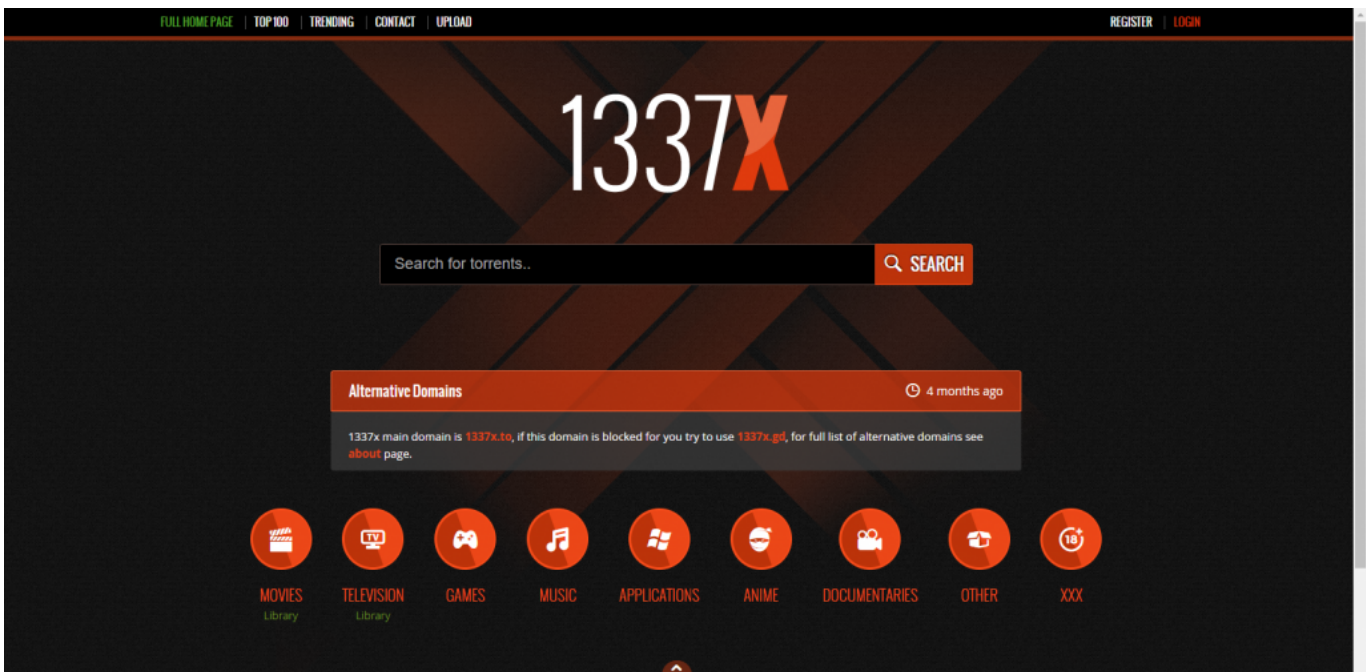 FULL HOME PAGE | TOP 100 | TRENDING | CONTACT | UPLOAD REGISTER | LOGIN
1337X
Search for torrents.. SEARCH
Alternative Domains 4 months ago
1337x main domain is 1337x.to, if this domain is blocked for you try to use 1337x.gd, for full list of alternative domains see
about page.
TV 18+
MOVIES TELEVISION GAMES MUSIC APPLICATIONS ANIME DOCUMENTARIES OTHER XXX
Library Library